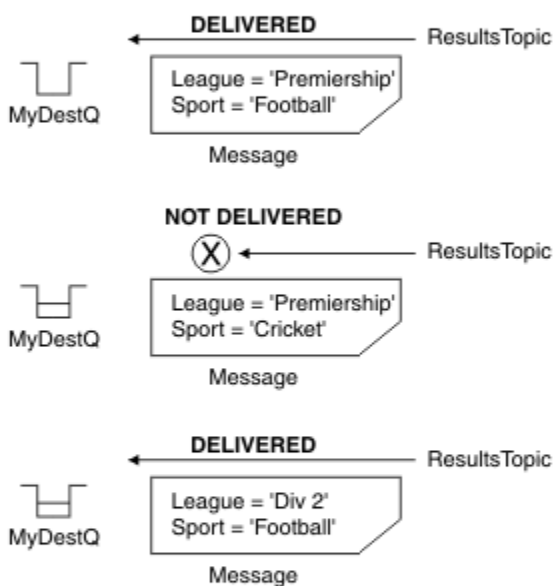 DELIVERED
ResultsTopic
League = 'Premiership'
Sport = 'Football'
MyDestQ
Message
NOT DELIVERED
X
ResultsTopic
League = 'Premiership'
Sport = 'Cricket'
MyDestQ
Message
DELIVERED
ResultsTopic
League = 'Div 2'
Sport = 'Football'
MyDestQ
Message